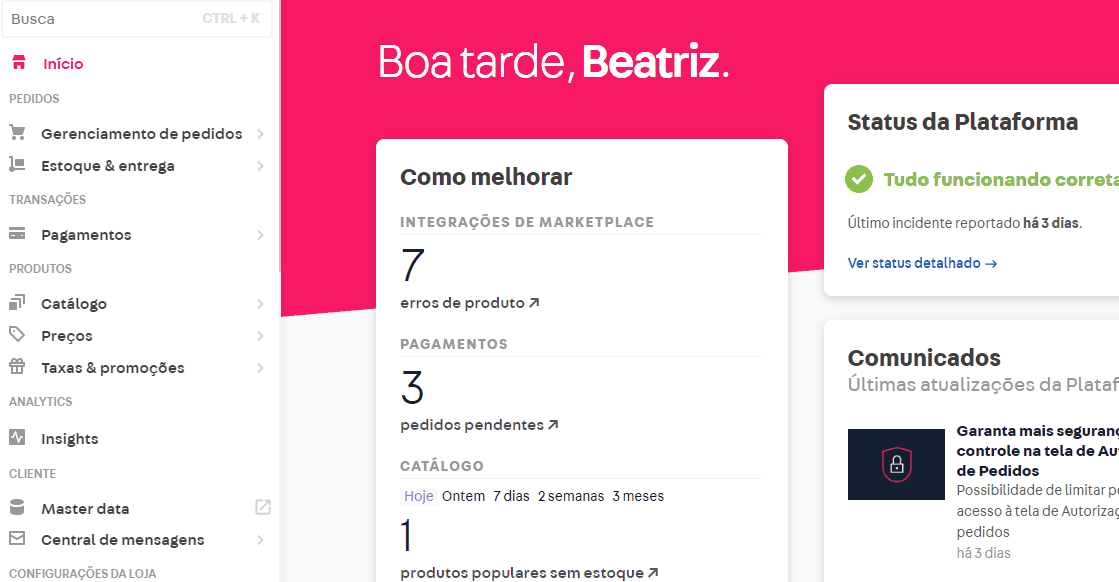 Busca CTRL + K
Início
PEDIDOS
Gerenciamento de pedidos
Estoque & entrega
TRANSAÇÕES
Pagamentos
PRODUTOS
Catálogo
Preços
Taxas & promoções
ANALYTICS
Insights
CLIENTE
Master data
Central de mensagens
CONFIGURAÇÕES DA LOJA
Boa tarde, Beatriz.
Como melhorar
INTEGRAÇÕES DE MARKETPLACE
7
erros de produto
PAGAMENTOS
3
pedidos pendentes
CATÁLOGO
Hoje Ontem 7 dias 2 semanas 3 meses
1
produtos populares sem estoque
Status da Plataforma
Tudo funcionando correta
Último incidente reportado há 3 dias.
Ver status detalhado →
Comunicados
Últimas atualizações da Plataf
Garanta mais seguranç
controle na tela de Au
de Pedidos
Possibilidade de limitar p
acesso à tela de Autoriza
pedidos
há 3 dias